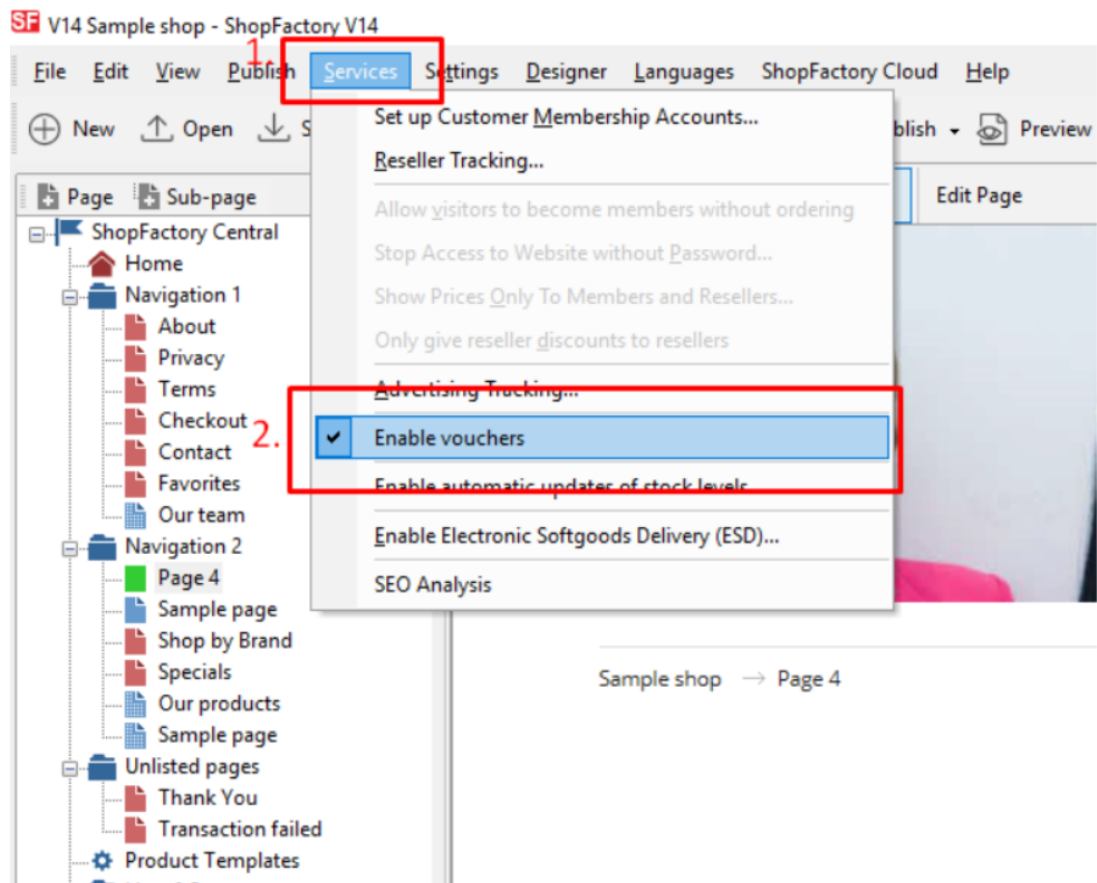 SF V14 Sample shop - ShopFactory V14
1.
File Edit View Publish Services Settings Designer Languages ShopFactory Cloud Help
New Open S
blish Preview
Set up Customer Membership Accounts...
Reseller Tracking...
Allow visitors to become members without ordering
Stop Access to Website without Password...
Show Prices Only To Members and Resellers...
Only give reseller discounts to resellers
Advertising Tracking...
2.
Enable vouchers
Enable automatic updates of stock levels
Enable Electronic Softgoods Delivery (ESD)...
SEO Analysis
Page Sub-page
Edit Page
ShopFactory Central
Home
Navigation 1
About
Privacy
Terms
Checkout
Contact
Favorites
Our team
Navigation 2
Page 4
Sample page
Shop by Brand
Specials
Our products
Sample page
Unlisted pages
Thank You
Transaction failed
Product Templates
Sample shop → Page 4